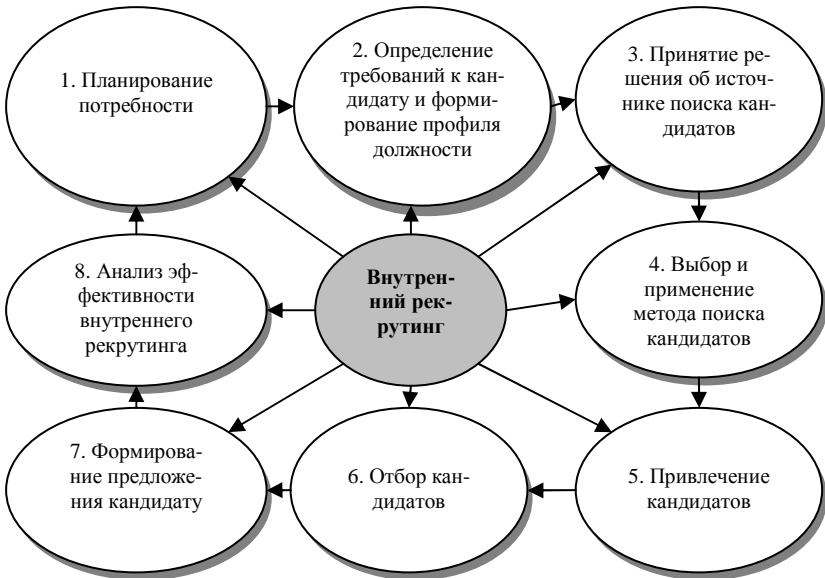 1. Планирование
потребности
2. Определение
требований к кан-
дидату и форми-
рование профиля
должности
3. Принятие ре-
шения об источ-
нике поиска кан-
дидатов
4. Выбор и
применение
метода поиска
кандидатов
5. Привлечение
кандидатов
6. Отбор кан-
дидатов
7. Формирова-
ние предложе-
ния кандидату
8. Анализ эф-
фективности
внутреннего
рекрутинга
Внутрен-
ний рек-
рутинг